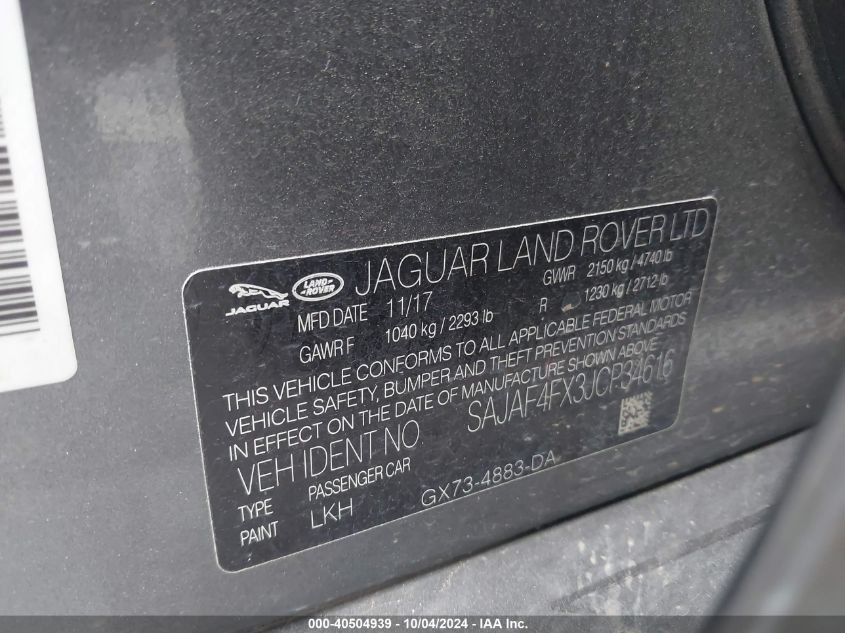 JAGUAR
LAND-
ROVER
JAGUAR LAND ROVER LTD
MFD DATE 11/17 GVWR 2150 kg / 4740 lb
GAWR F 1040 kg / 2293 lb R 1230 kg / 2712 lb
THIS VEHICLE CONFORMS TO ALL APPLICABLE FEDERAL MOTOR
VEHICLE SAFETY, BUMPER AND THEFT PREVENTION STANDARDS
IN EFFECT ON THE DATE OF MANUFACTURE SHOWN ABOVE
VEH IDENT NO SAJAF4FX3JCP34616
TYPE PASSENGER CAR
PAINT LKH GX73-4883-DA
000-40504939 - 10/04/2024 - IAA Inc.